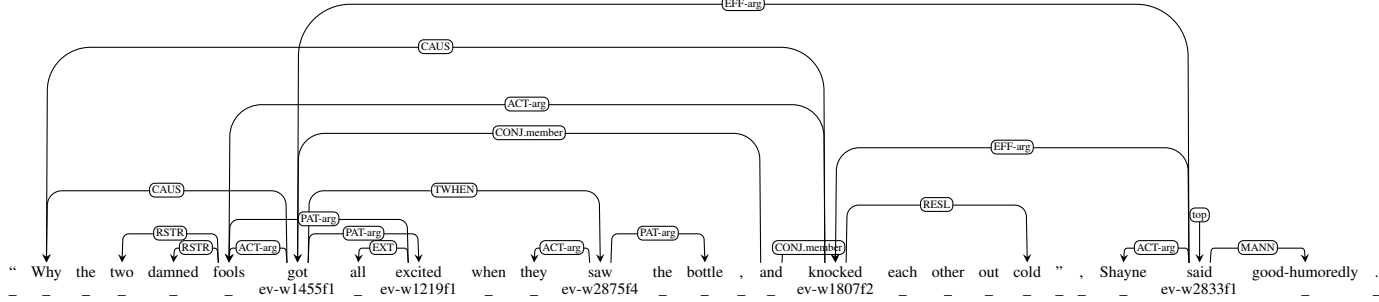 EFF-arg
CAUS
ACT-arg
CONJ.member
EFF-arg
CAUS TWHEN RESL
top
PAT-arg
RSTR PAT-arg PAT-arg
RSTR ACT-arg EXT ACT-arg CONJ.member ACT-arg MANN
“ Why the two damned fools got all excited when they saw the bottle , and knocked each other out cold ” , Shayne said good-humoredly .
_ _ _ _ _ _ ev-w1455f1 _ ev-w1219f1 _ _ ev-w2875f4 _ _ _ _ ev-w1807f2 _ _ _ _ _ _ _ ev-w2833f1 _ _